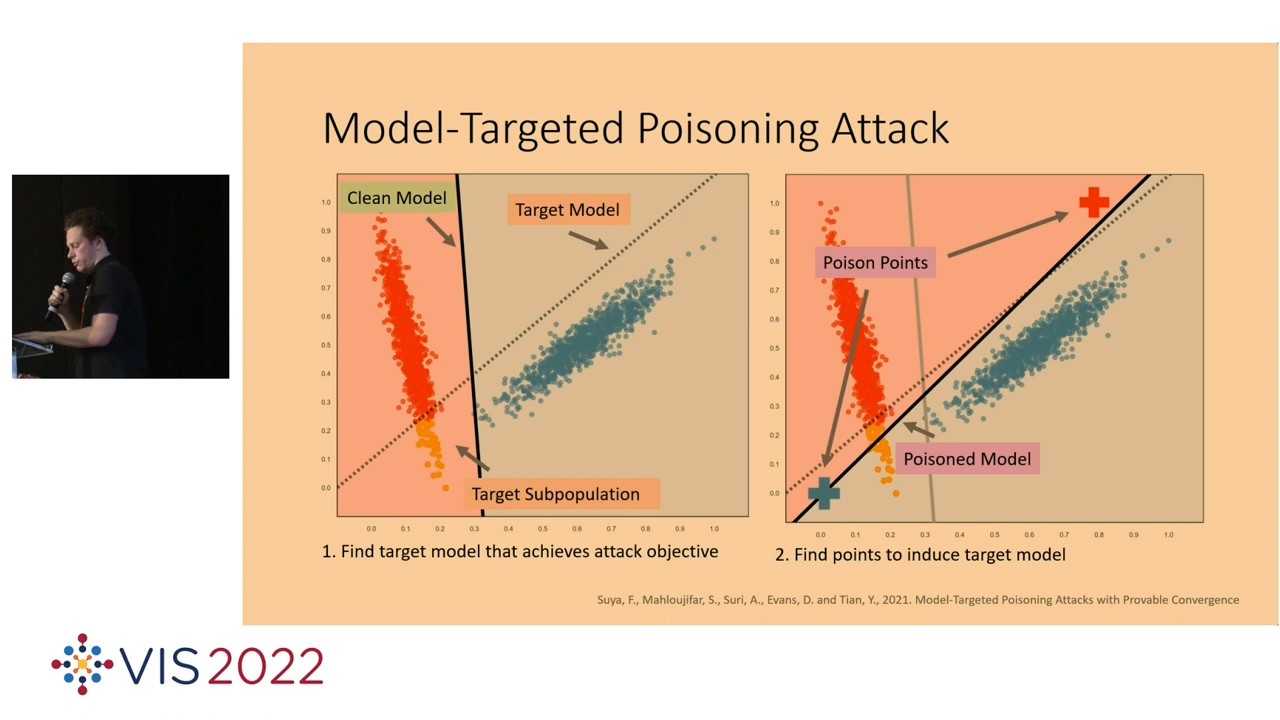 Model-Targeted Poisoning Attack
Clean Model
Target Model
Target Subpopulation
1.0
0.9
0.8
0.7
0.6
0.5
0.4
0.3
0.2
0.1
0.0
0.0 0.1 0.2 0.3 0.4 0.5 0.6 0.7 0.8 0.9 1.0
1. Find target model that achieves attack objective
Poison Points
Poisoned Model
1.0
0.9
0.8
0.7
0.6
0.5
0.4
0.3
0.2
0.1
0.0
0.0 0.1 0.2 0.3 0.4 0.5 0.6 0.7 0.8 0.9 1.0
2. Find points to induce target model
Suya, F., Mahloujifar, S., Suri, A., Evans, D. and Tian, Y., 2021. Model-Targeted Poisoning Attacks with Provable Convergence
VIS2022